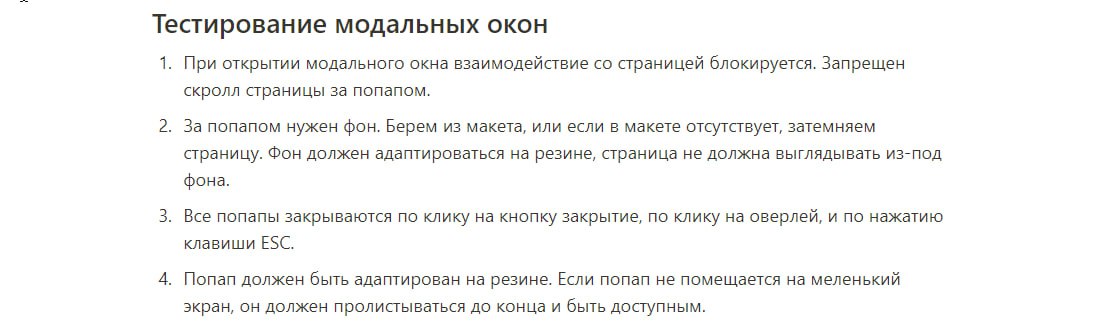 Тестирование модальных окон
1. При открытии модального окна взаимодействие со страницей блокируется. Запрещен
скролл страницы за попапом.
2. За попапом нужен фон. Берем из макета, или если в макете отсутствует, затемняем
страницу. Фон должен адаптироваться на резине, страница не должна выглядывать из-под
фона.
3. Все попапы закрываются по клику на кнопку закрытие, по клику на оверлей, и по нажатию
клавиши ESC.
4. Попап должен быть адаптирован на резине. Если попап не помещается на меленький
экран, он должен пролистываться до конца и быть доступным.